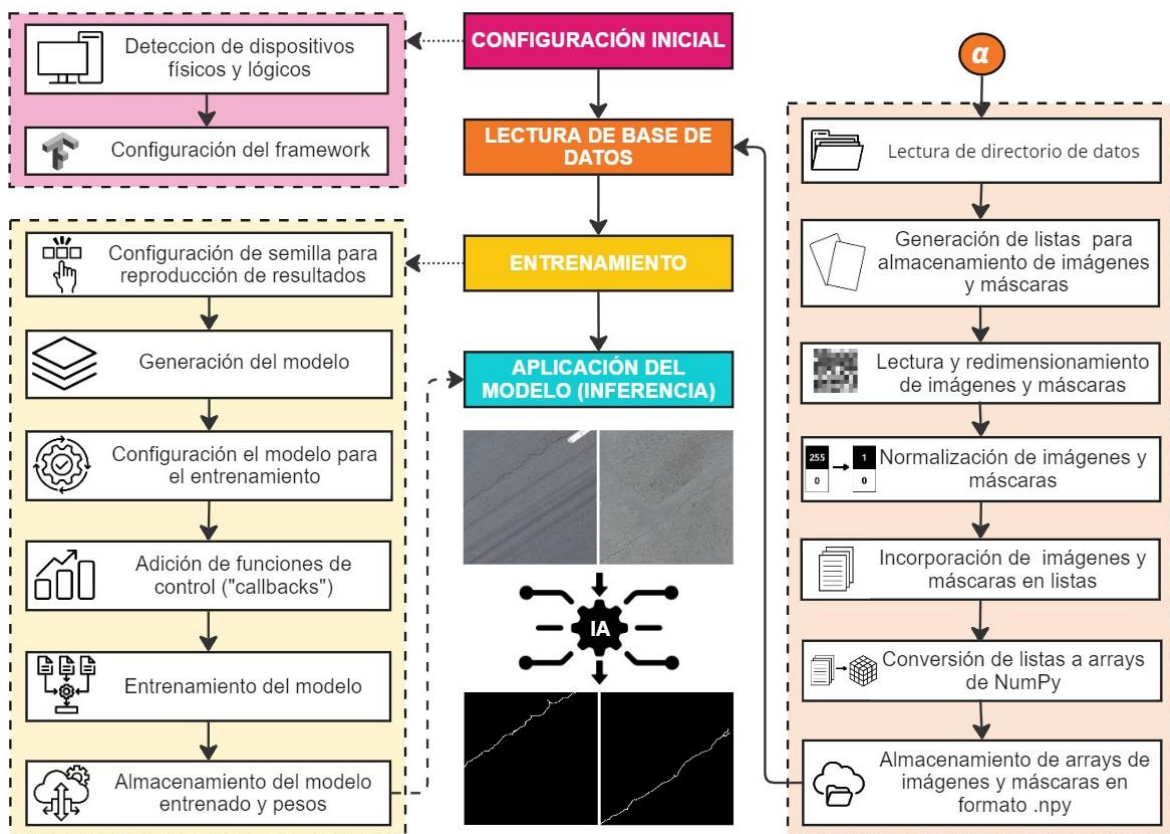 Deteccion de dispositivos
físicos y lógicos
Configuración del framework
CONFIGURACIÓN INICIAL
LECTURA DE BASE DE
DATOS
ENTRENAMIENTO
APLICACIÓN DEL
MODELO (INFERENCIA)
IA
Configuración de semilla para
reproducción de resultados
Generación del modelo
Configuración el modelo para
el entrenamiento
Adición de funciones de
control ("callbacks")
Entrenamiento del modelo
Almacenamiento del modelo
entrenado y pesos
α
Lectura de directorio de datos
Generación de listas para
almacenamiento de imágenes
y máscaras
Lectura y redimensionamiento
de imágenes y máscaras
255 1
0 0
Normalización de imágenes y
máscaras
Incorporación de imágenes y
máscaras en listas
Conversión de listas a arrays
de NumPy
Almacenamiento de arrays de
imágenes y máscaras en
formato .npy